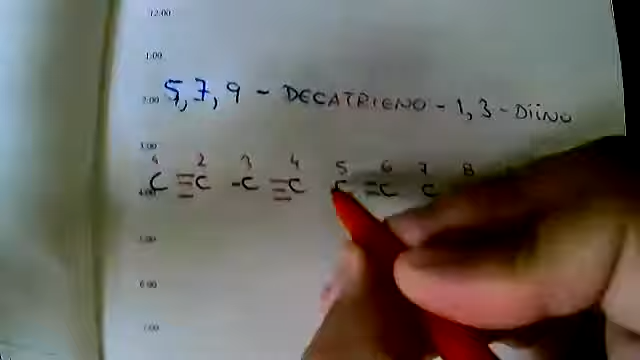 12:00
1:00
5,7,9 - DECATRIENO - 1,3 - Diino
2:00
3:00
1 2 3 4 5 6 7 8
C ≡ C - C ≡ C C = C C
4:00
5:00
6:00
7:00